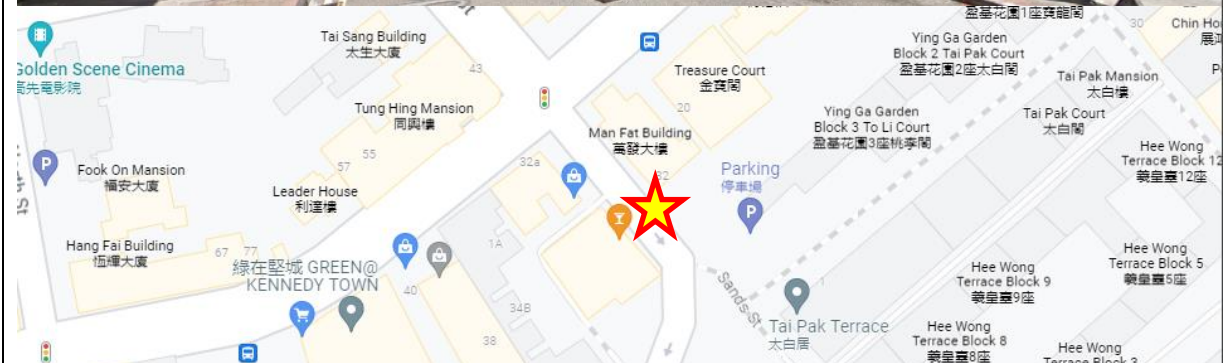 盈基花園1座寶龍閣
30
Chin Ho
Tai Sang Building
太生大廈
43
Ying Ga Garden
Block 2 Tai Pak Court
盈基花園2座太白閣
Golden Scene Cinema
高先電影院
Treasure Court
金寶閣
20
Tai Pak Mansion
太白樓
Tung Hing Mansion
同興樓
Ying Ga Garden
Block 3 To Li Court
盈基花園3座桃李閣
Tai Pak Court
太白閣
Man Fat Building
萬發大樓
32
Hee Wong
Terrace Block 12
羲皇臺12座
P
Fook On Mansion
福安大廈
57
55
32a
Parking
停車場
P
Leader House
利達樓
Hang Fai Building
恆輝大廈
67
77
1A
綠在堅城 GREEN@
KENNEDY TOWN
40
34B
38
Sands St
1
Tai Pak Terrace
太白居
Hee Wong
Terrace Block 9
羲皇臺9座
Hee Wong
Terrace Block 5
羲皇臺5座
Hee Wong
Terrace Block 8
羲皇臺8座
Hee Wong
Terrace Block 3